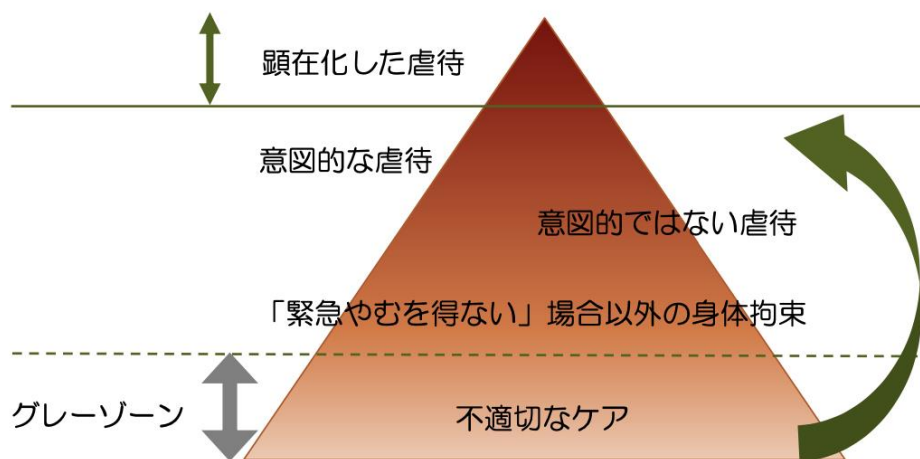 顕在化した虐待
意図的な虐待
意図的ではない虐待
「緊急やむを得ない」場合以外の身体拘束
グレーゾーン
不適切なケア